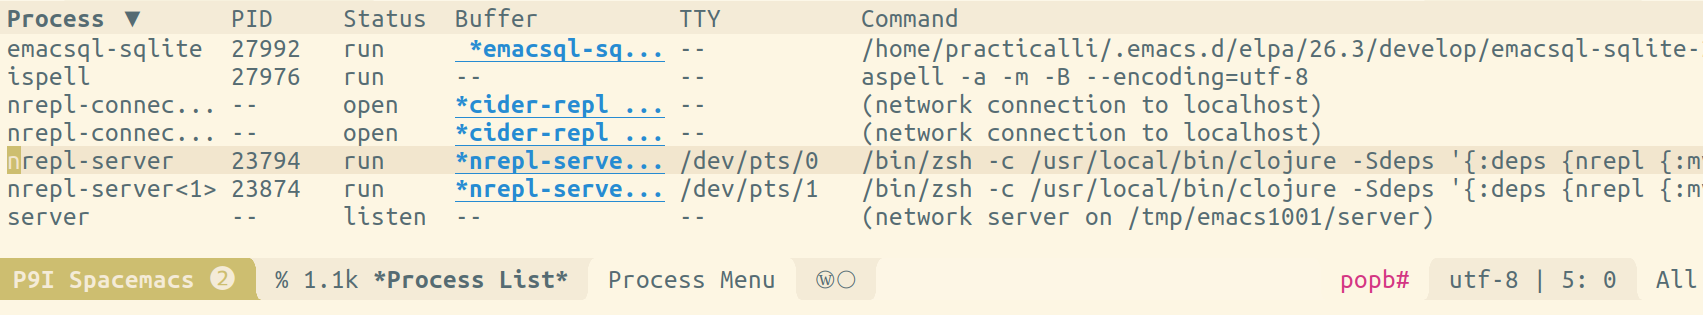 Process ▼ PID Status Buffer TTY Command
emacsql-sqlite 27992 run *emacsql-sq... -- /home/practicalli/.emacs.d/elpa/26.3/develop/emacsql-sqlite-
ispell 27976 run -- -- aspell -a -m -B --encoding=utf-8
nrepl-connec... -- open *cider-repl ... -- (network connection to localhost)
nrepl-connec... -- open *cider-repl ... -- (network connection to localhost)
nrepl-server 23794 run *nrepl-serve... /dev/pts/0 /bin/zsh -c /usr/local/bin/clojure -Sdeps '{:deps {nrepl {:m
nrepl-server<1> 23874 run *nrepl-serve... /dev/pts/1 /bin/zsh -c /usr/local/bin/clojure -Sdeps '{:deps {nrepl {:m
server -- listen -- -- (network server on /tmp/emacs1001/server)
P9I Spacemacs ❷ % 1.1k *Process List* Process Menu ⓦ○ popb# utf-8 | 5: 0 All